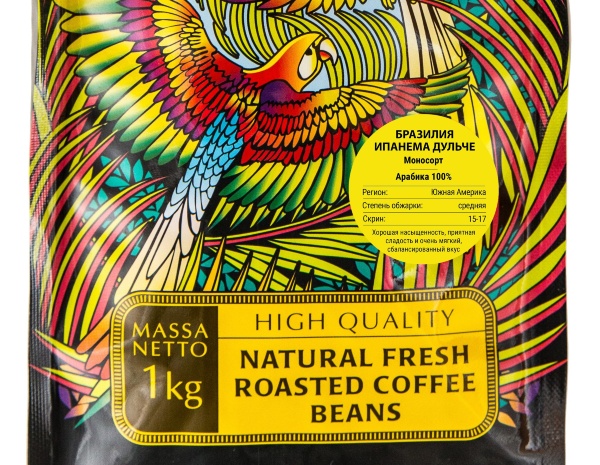 БРАЗИЛИЯ
ИПАНЕМА ДУЛЬЧЕ
Моносорт
Арабика 100%
Регион: Южная Америка
Степень обжарки: средняя
Скрин: 15-17
Хорошая насыщенность, приятная
сладость и очень мягкий,
сбалансированный вкус
MASSA
NETTO
1kg
HIGH QUALITY
NATURAL FRESH
ROASTED COFFEE
BEANS